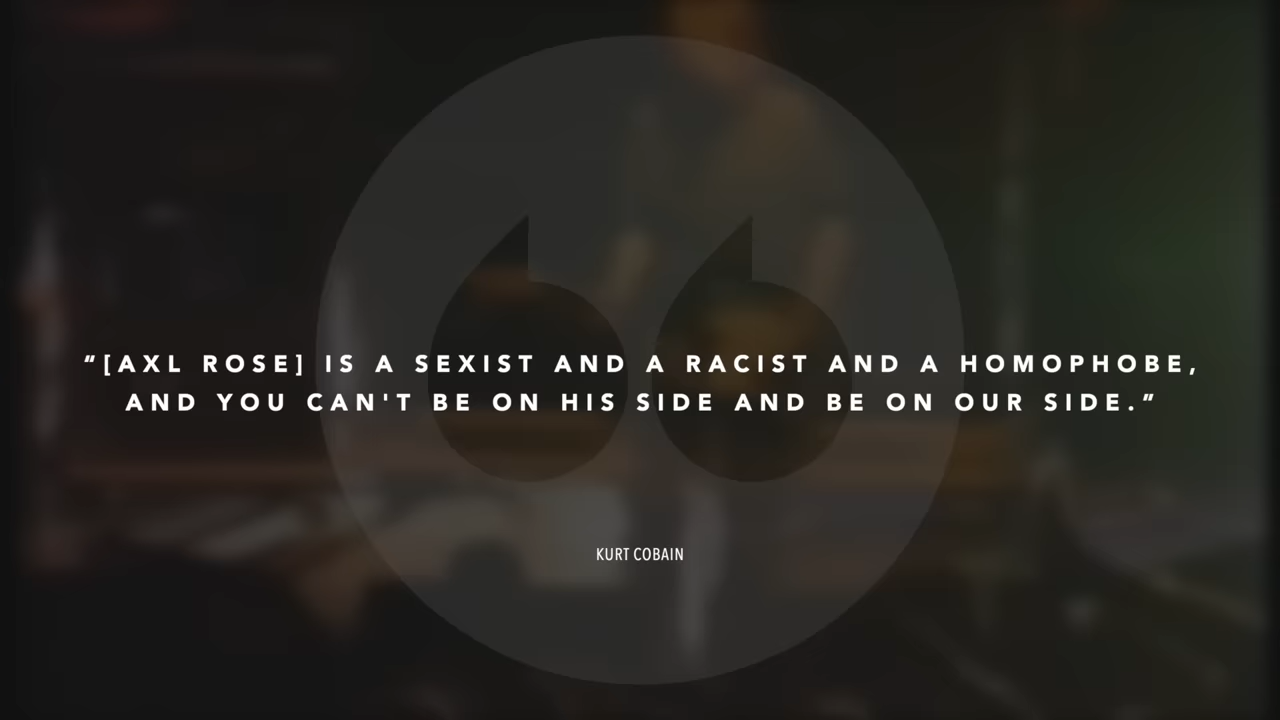 "[AXL ROSE] IS A SEXIST AND A RACIST AND A HOMOPHOBE,
AND YOU CAN'T BE ON HIS SIDE AND BE ON OUR SIDE."
KURT COBAIN